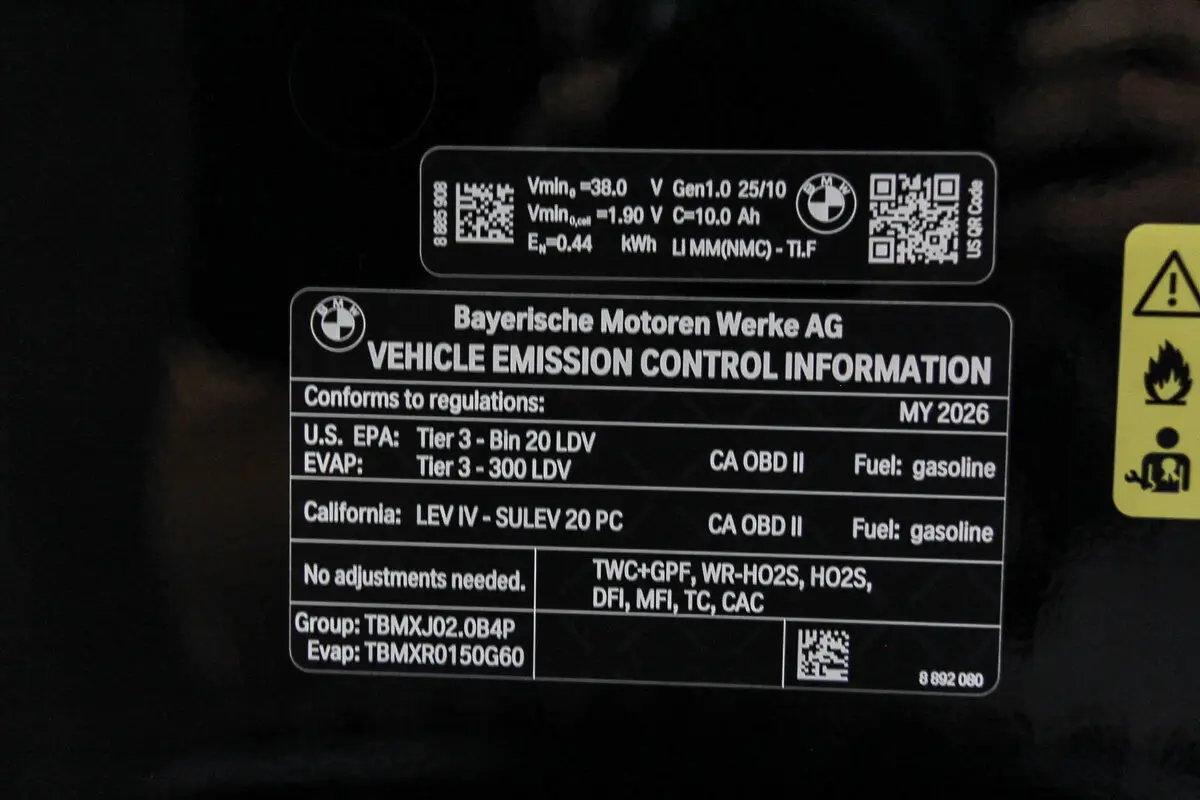 8 885 908
Vmin₀ =38.0 V Gen1.0 25/10
Vmin₀,cell =1.90 V C=10.0 Ah
E_N=0.44 kWh LI MM(NMC) - TI.F
BMW
US QR Code
BMW
Bayerische Motoren Werke AG
VEHICLE EMISSION CONTROL INFORMATION
Conforms to regulations: MY 2026
U.S. EPA: Tier 3 - Bin 20 LDV
EVAP: Tier 3 - 300 LDV CA OBD II Fuel: gasoline
California: LEV IV - SULEV 20 PC CA OBD II Fuel: gasoline
No adjustments needed.
TWC+GPF, WR-HO2S, HO2S,
DFI, MFI, TC, CAC
Group: TBMXJ02.0B4P
Evap: TBMXR0150G60
8 892 080